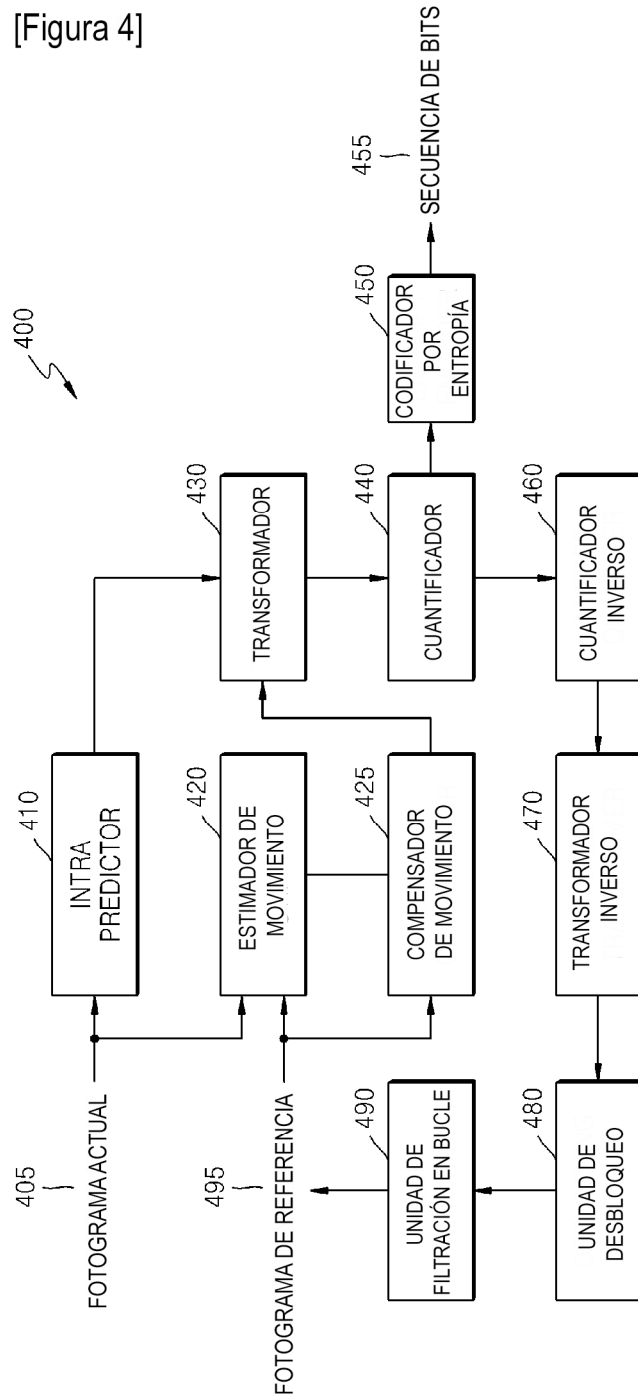 [Figura 4]
400
405
FOTOGRAMA ACTUAL
410
INTRA
PREDICTOR
420
ESTIMADOR DE
MOVIMIENTO
495
FOTOGRAMA DE REFERENCIA
425
COMPENSADOR
DE MOVIMIENTO
430
TRANSFORMADOR
440
CUANTIFICADOR
450
CODIFICADOR
POR
ENTROPÍA
455
SECUENCIA DE BITS
460
CUANTIFICADOR
INVERSO
470
TRANSFORMADOR
INVERSO
480
UNIDAD DE
DESBLOQUEO
490
UNIDAD DE
FILTRACIÓN EN BUCLE